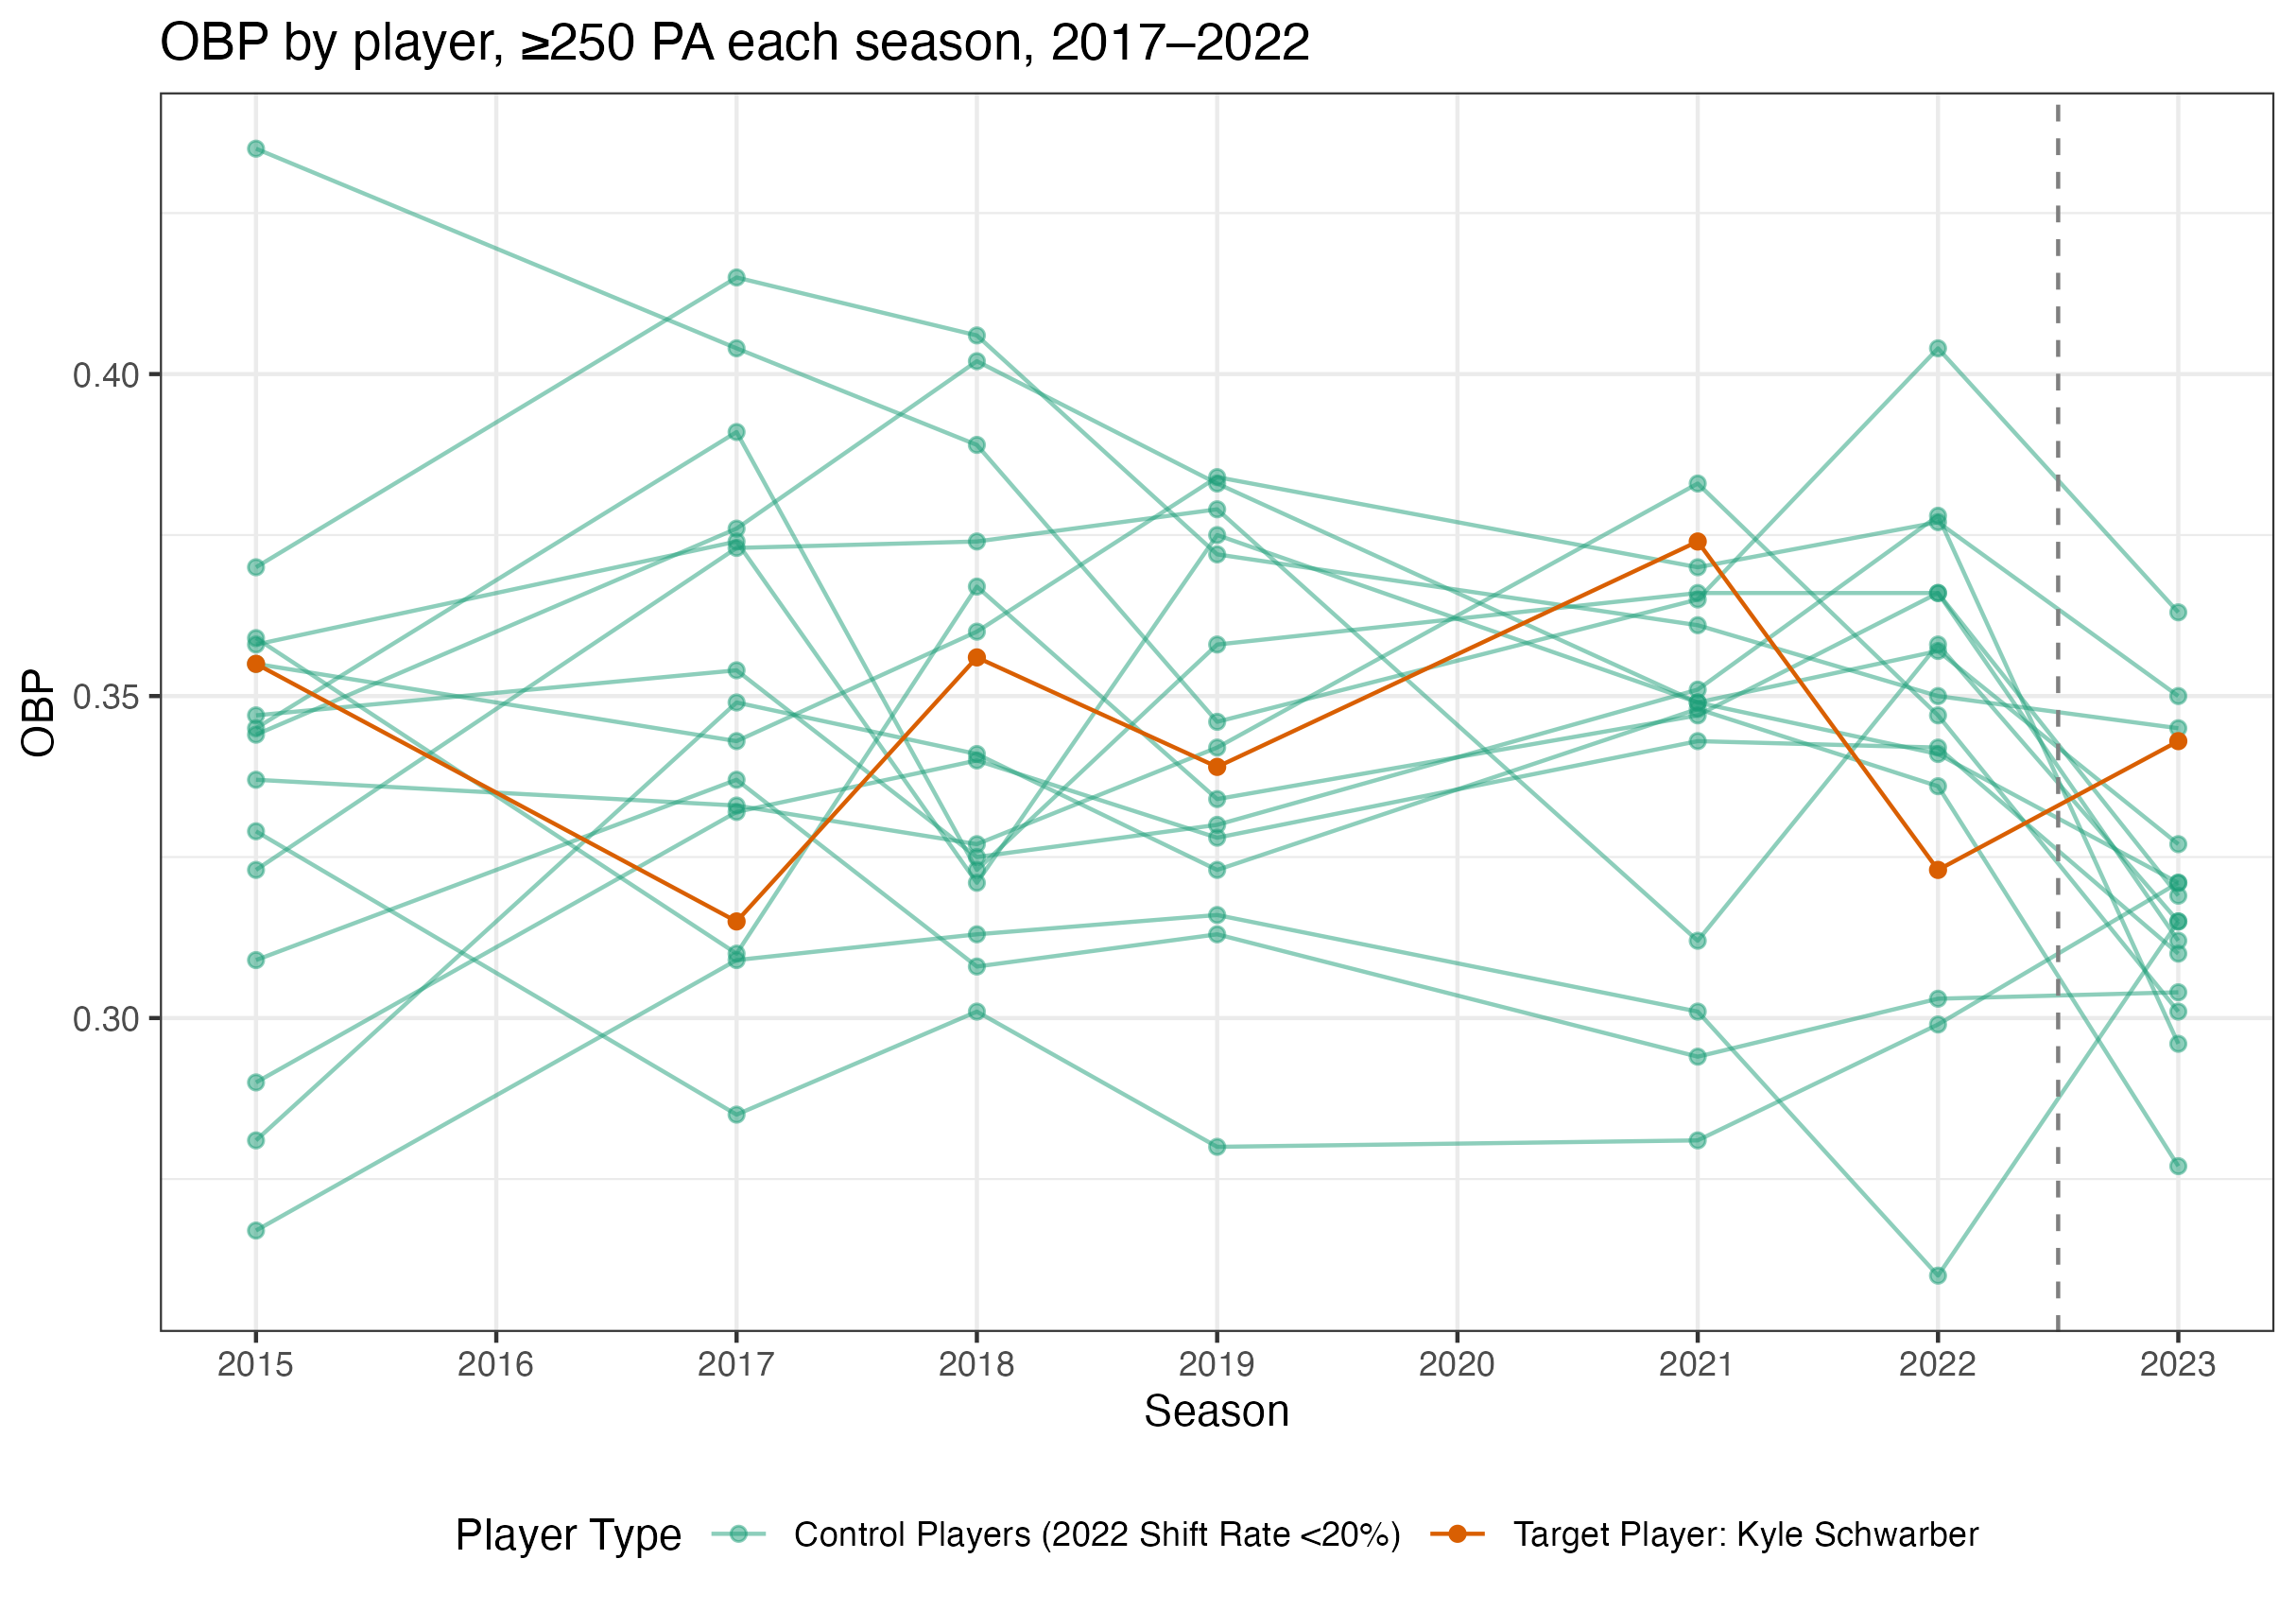 OBP by player, ≥250 PA each season, 2017–2022
OBP
0.40
0.35
0.30
2015 2016 2017 2018 2019 2020 2021 2022 2023
Season
Player Type Control Players (2022 Shift Rate <20%) Target Player: Kyle Schwarber